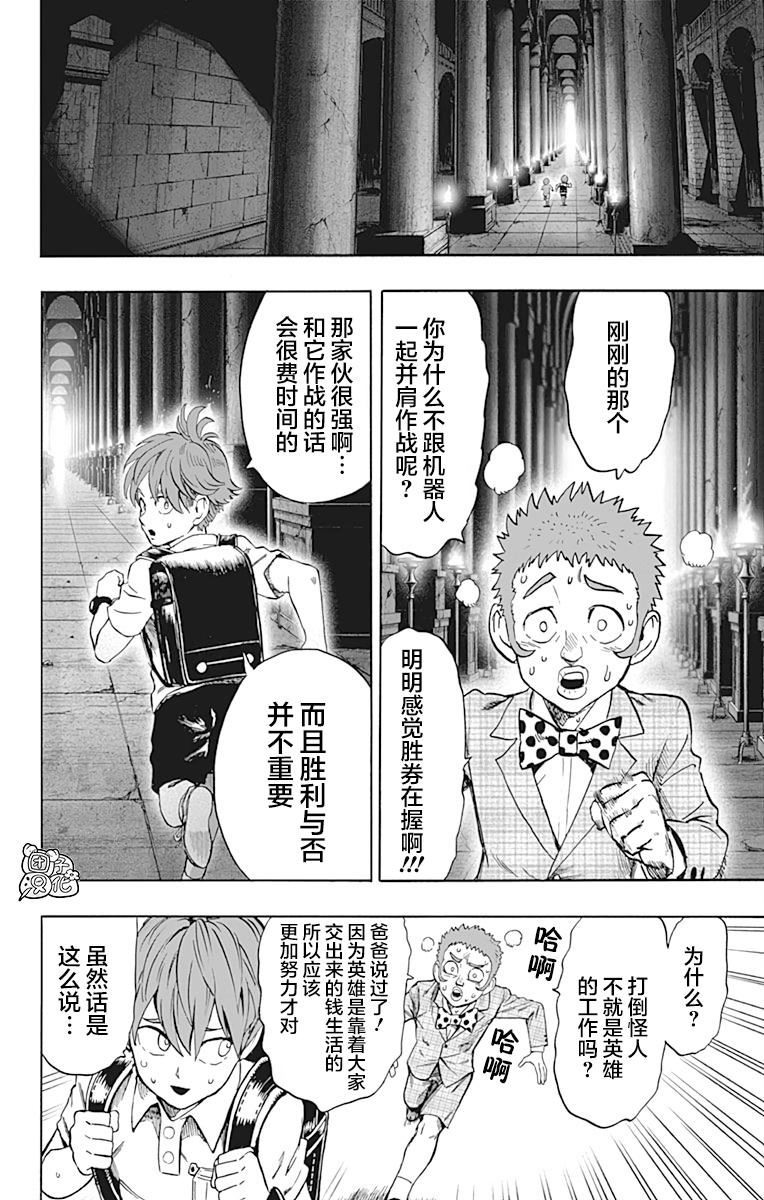 刚刚的那个
你为什么不跟机器人
一起并肩作战呢?
明明感觉胜券在握啊!!!
那家伙很强啊…
和它作战的话
会很费时间的
而且胜利与否
并不重要
为什么?
打倒怪人
不就是英雄
的工作吗?
哈啊
哈啊
爸爸说过了!
因为英雄是靠着大家
交出来的钱生活的
所以应该
更加努力才对
虽然话是
这么说…
团子
汉化